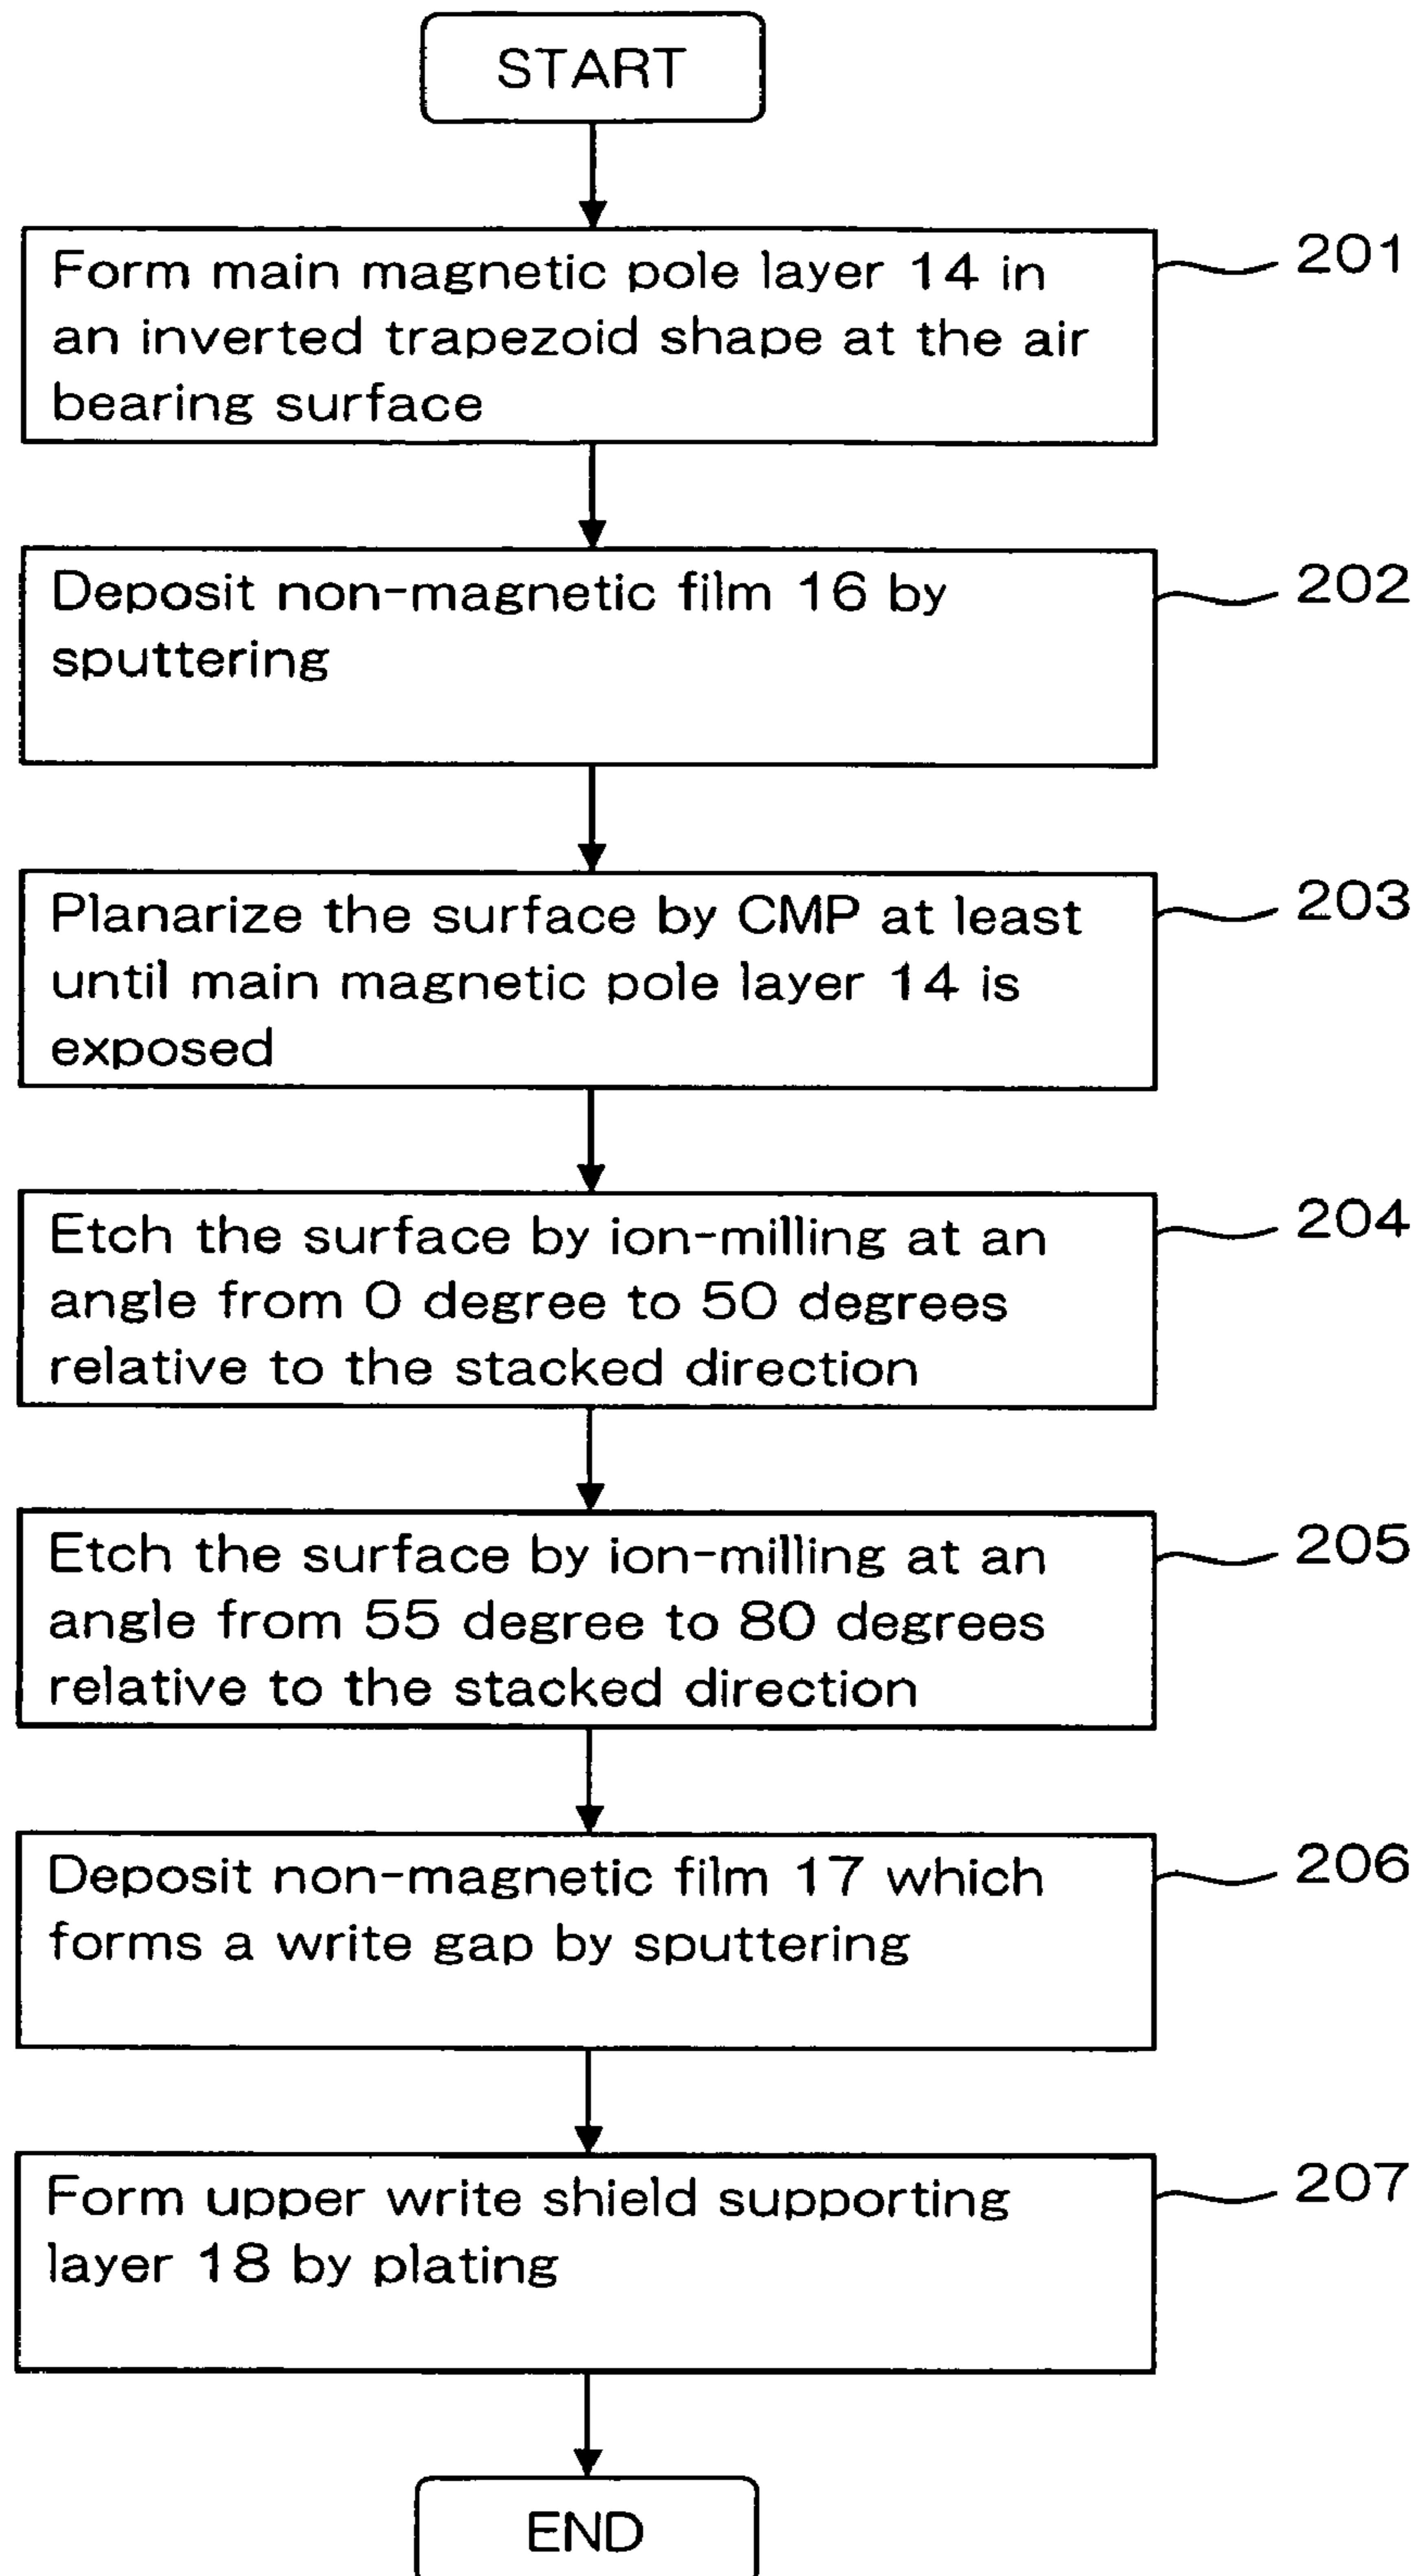 START
Form main magnetic pole layer 14 in
an inverted trapezoid shape at the air
bearing surface
201
Deposit non-magnetic film 16 by
sputtering
202
Planarize the surface by CMP at least
until main magnetic pole layer 14 is
exposed
203
Etch the surface by ion-milling at an
angle from 0 degree to 50 degrees
relative to the stacked direction
204
Etch the surface by ion-milling at an
angle from 55 degree to 80 degrees
relative to the stacked direction
205
Deposit non-magnetic film 17 which
forms a write gap by sputtering
206
Form upper write shield supporting
layer 18 by plating
207
END